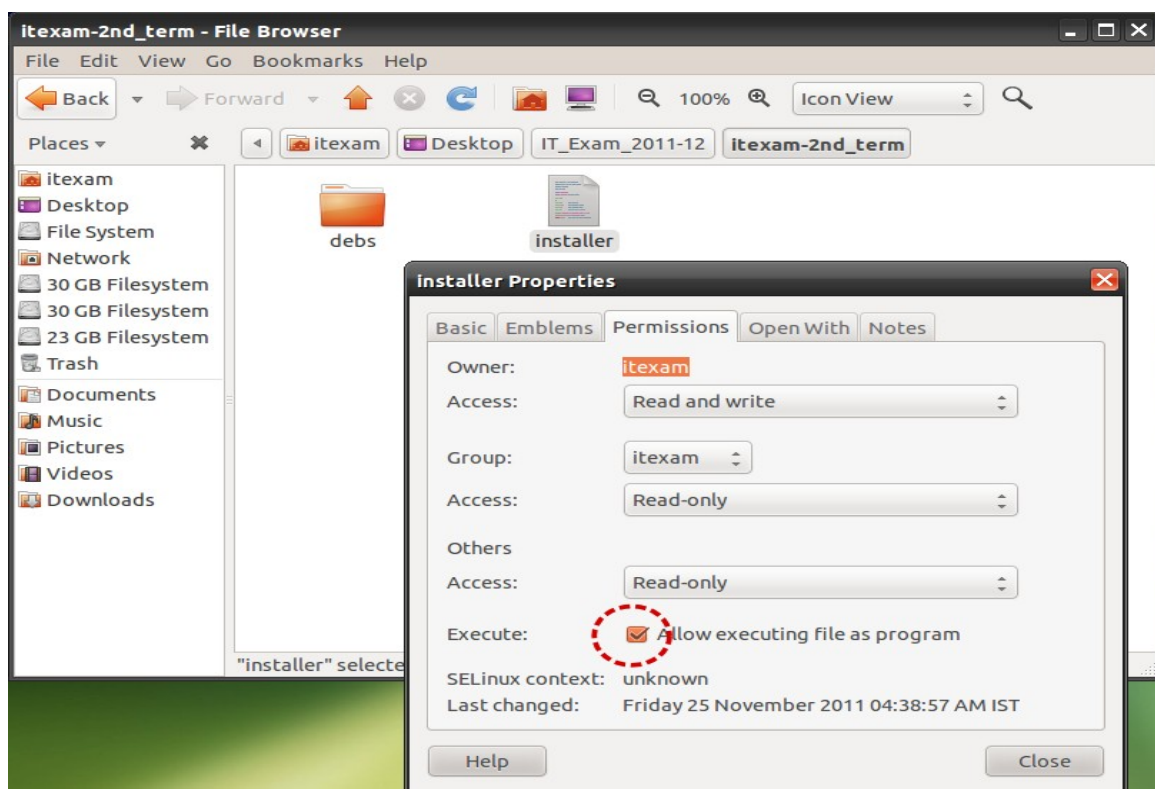 itexam-2nd_term - File Browser
File Edit View Go Bookmarks Help
Back Forward 100% Icon View
Places itexam Desktop IT_Exam_2011-12 itexam-2nd_term
itexam
Desktop
File System
Network
30 GB Filesystem
30 GB Filesystem
23 GB Filesystem
Trash
Documents
Music
Pictures
Videos
Downloads
debs installer
"installer" selecte
installer Properties
Basic Emblems Permissions Open With Notes
Owner: itexam
Access: Read and write
Group: itexam
Access: Read-only
Others
Access: Read-only
Execute: Allow executing file as program
SELinux context: unknown
Last changed: Friday 25 November 2011 04:38:57 AM IST
Help Close